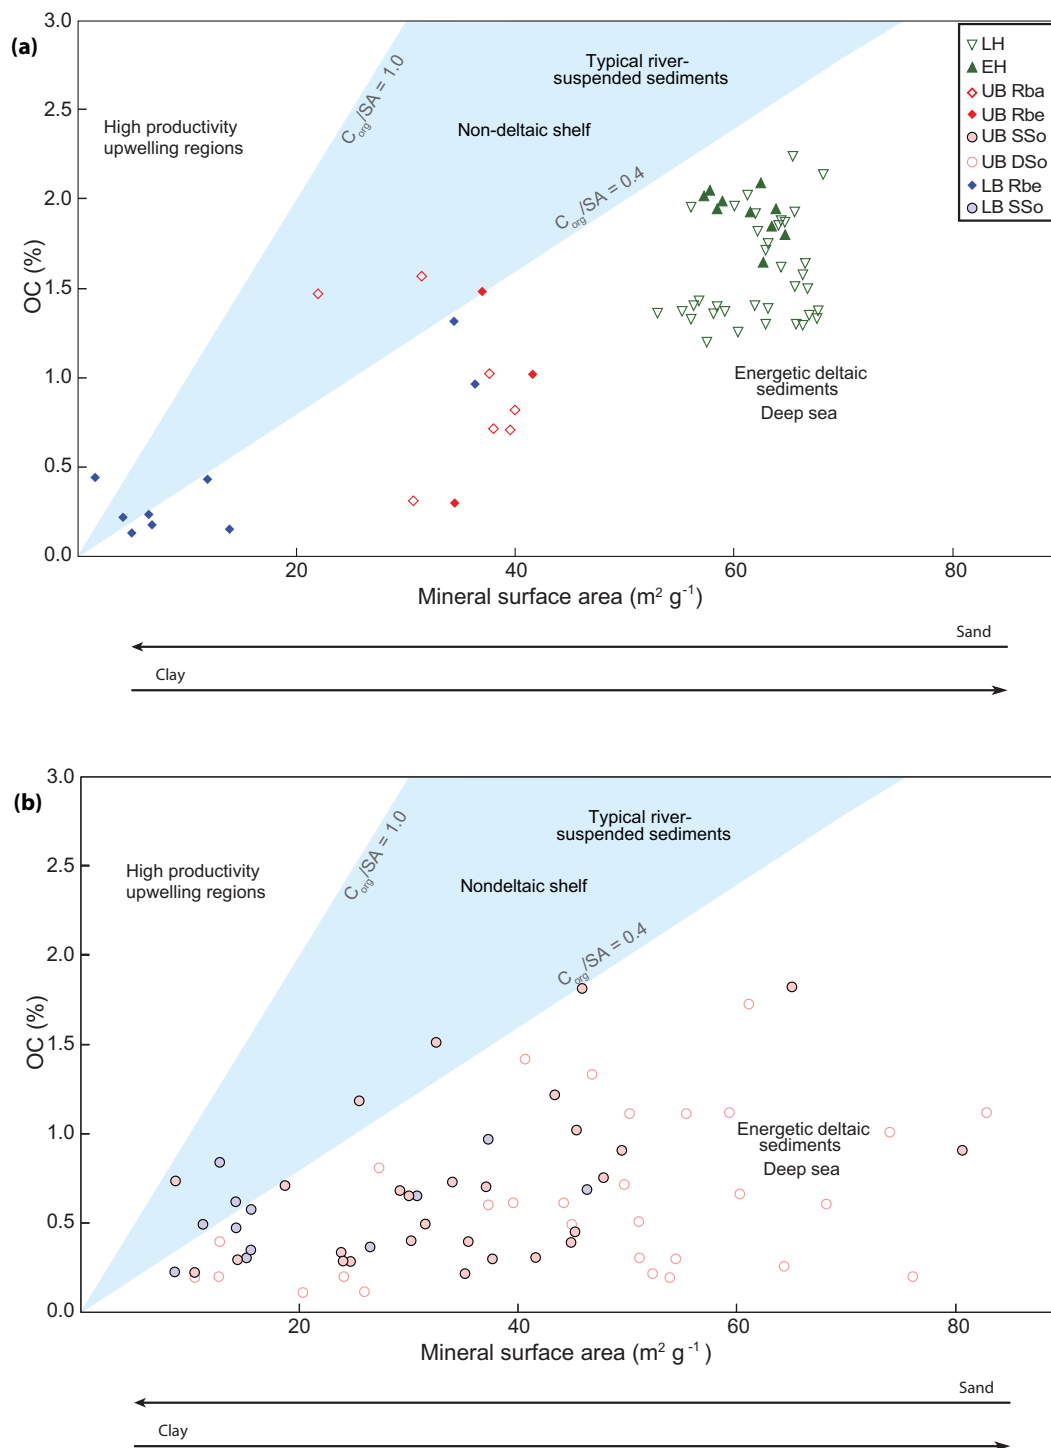 (a)
3.0
2.5
2.0
1.5
1.0
0.5
0.0
OC (%)
High productivity
upwelling regions
C org/SA = 1.0
Typical river-
suspended sediments
Non-deltaic shelf
C org/SA = 0.4
Energetic deltaic
sediments
Deep sea
LH
EH
UB Rba
UB Rbe
UB SSo
UB DSo
LB Rbe
LB SSo
20
40
60
80
Mineral surface area (m² g⁻¹)
Sand
Clay
(b)
3.0
2.5
2.0
1.5
1.0
0.5
0.0
OC (%)
High productivity
upwelling regions
C org/SA = 1.0
Typical river-
suspended sediments
Nondeltaic shelf
C org/SA = 0.4
Energetic deltaic
sediments
Deep sea
20
40
60
80
Mineral surface area (m² g⁻¹ )
Sand
Clay